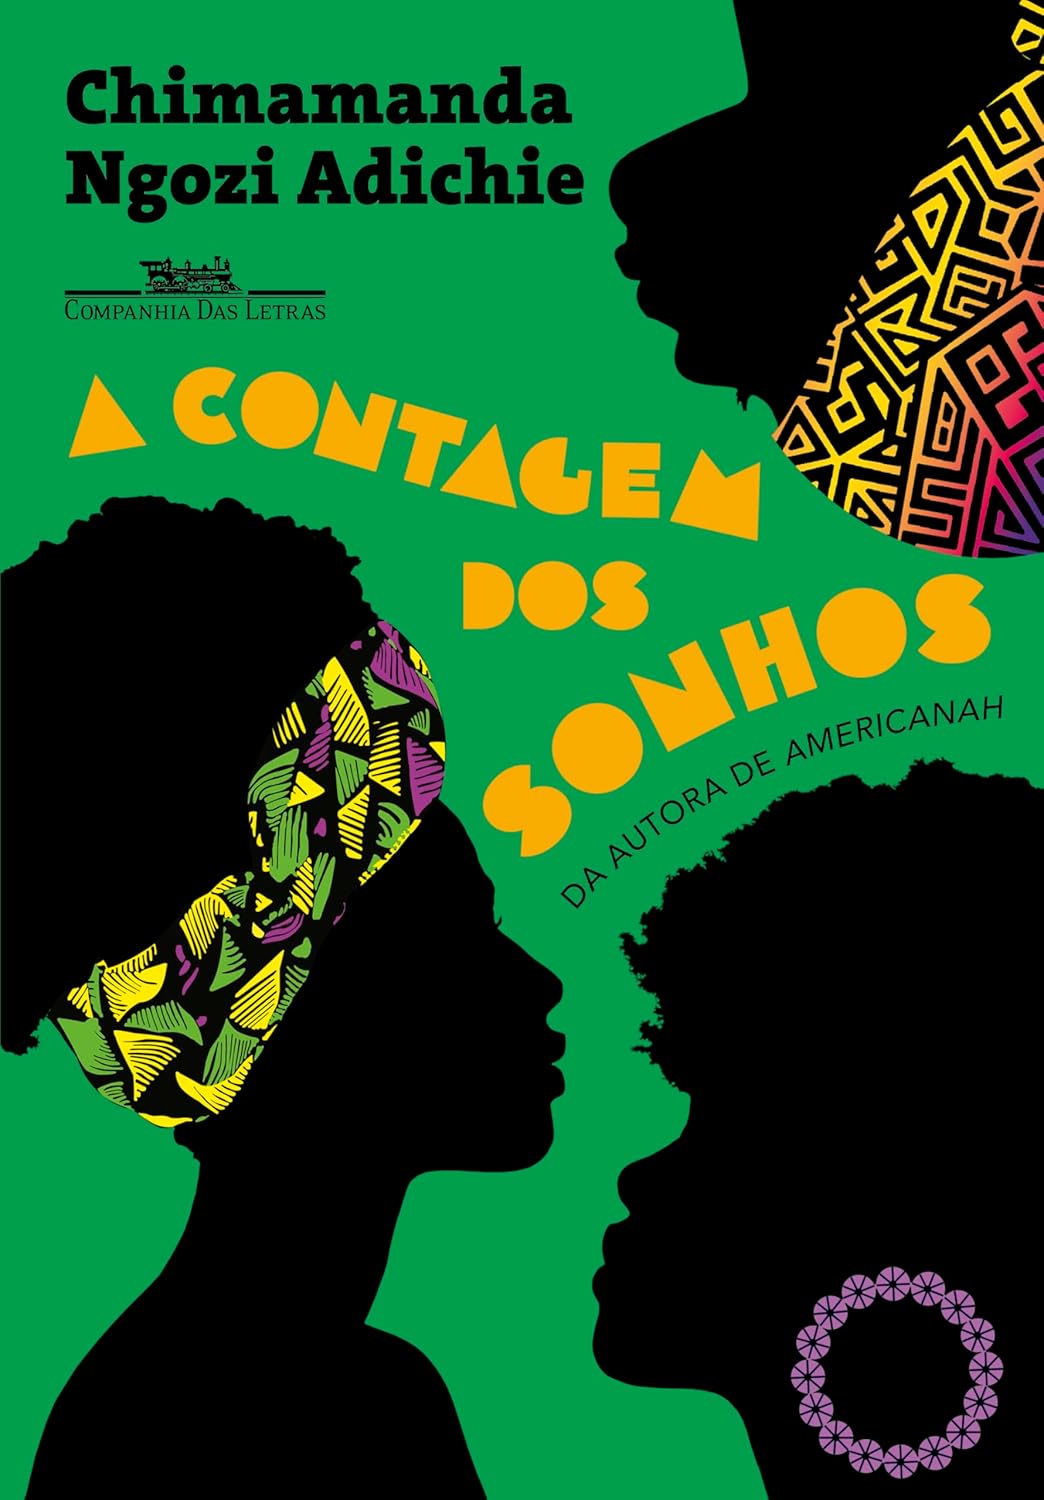 Chimamanda
Ngozi Adichie
COMPANHIA DAS LETRAS
A CONTAGEM
DOS
SONHOS
DA AUTORA DE AMERICANAH